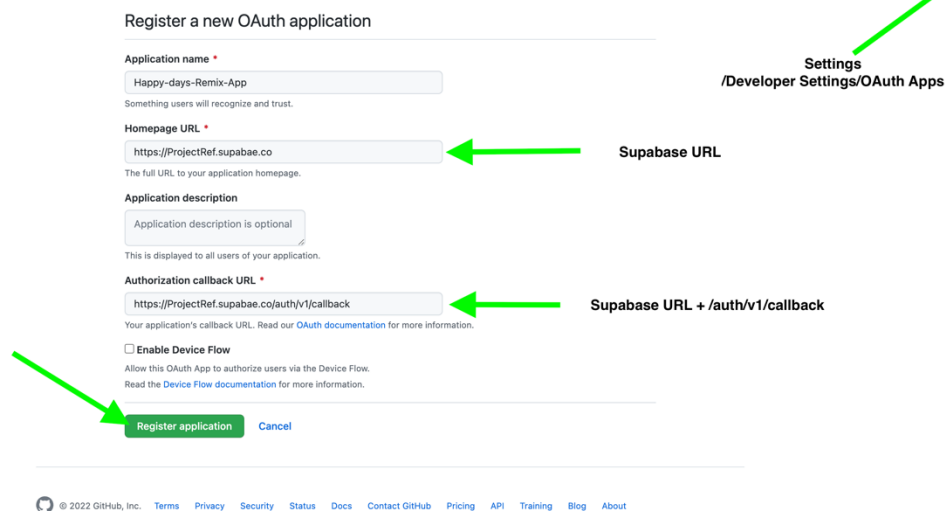 Register a new OAuth application
Settings
/Developer Settings/OAuth Apps
Application name *
Happy-days-Remix-App
Something users will recognize and trust.
Homepage URL *
https://ProjectRef.supabae.co
Supabase URL
The full URL to your application homepage.
Application description
Application description is optional
This is displayed to all users of your application.
Authorization callback URL *
https://ProjectRef.supabae.co/auth/v1/callback
Supabase URL + /auth/v1/callback
Your application's callback URL. Read our OAuth documentation for more information.
Enable Device Flow
Allow this OAuth App to authorize users via the Device Flow.
Read the Device Flow documentation for more information.
Register application Cancel
© 2022 GitHub, Inc. Terms Privacy Security Status Docs Contact GitHub Pricing API Training Blog About